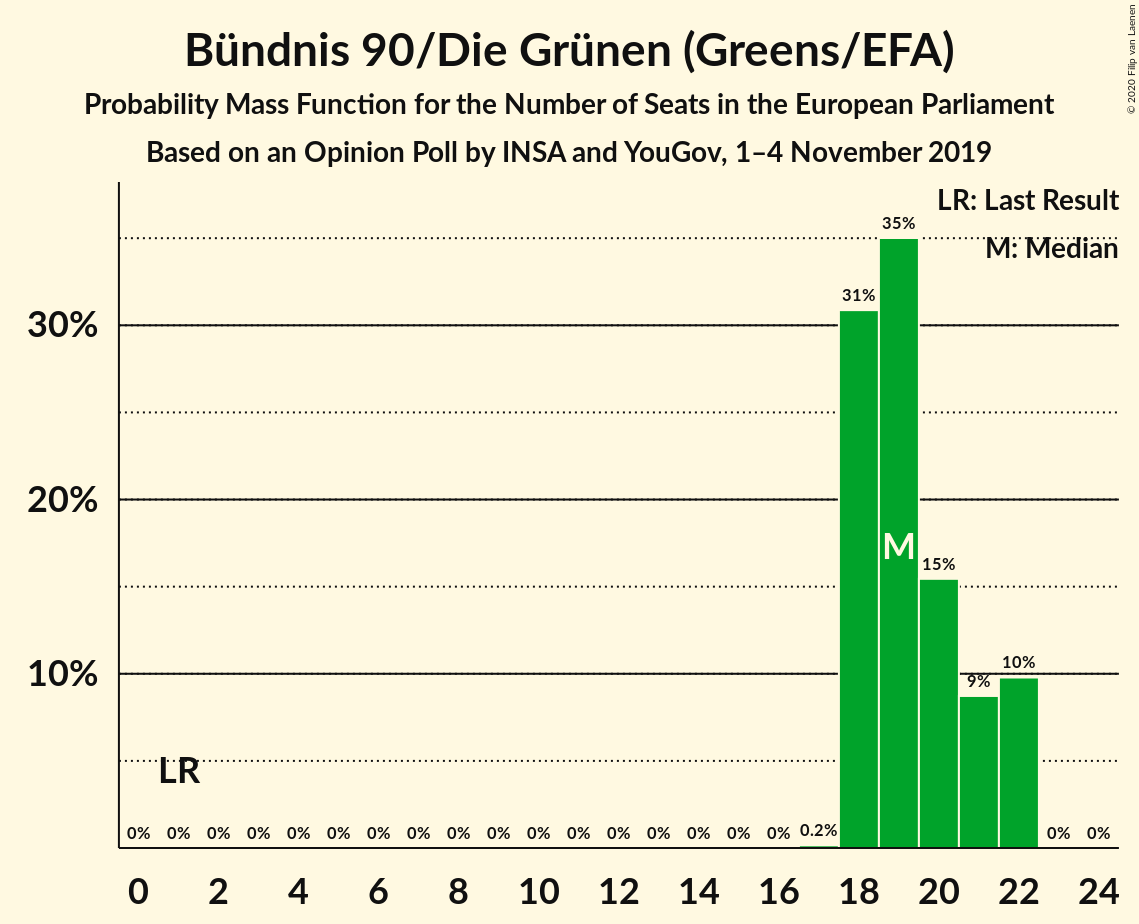 Bündnis 90/Die Grünen (Greens/EFA)
Probability Mass Function for the Number of Seats in the European Parliament
Based on an Opinion Poll by INSA and YouGov, 1–4 November 2019
© 2020 Filip van Laenen
LR: Last Result
M: Median
35%
31%
30%
20%
M
15%
10%
10%
9%
LR
0% 0% 0% 0% 0% 0% 0% 0% 0% 0% 0% 0% 0% 0% 0% 0% 0% 0.2% 0% 0%
0 2 4 6 8 10 12 14 16 18 20 22 24